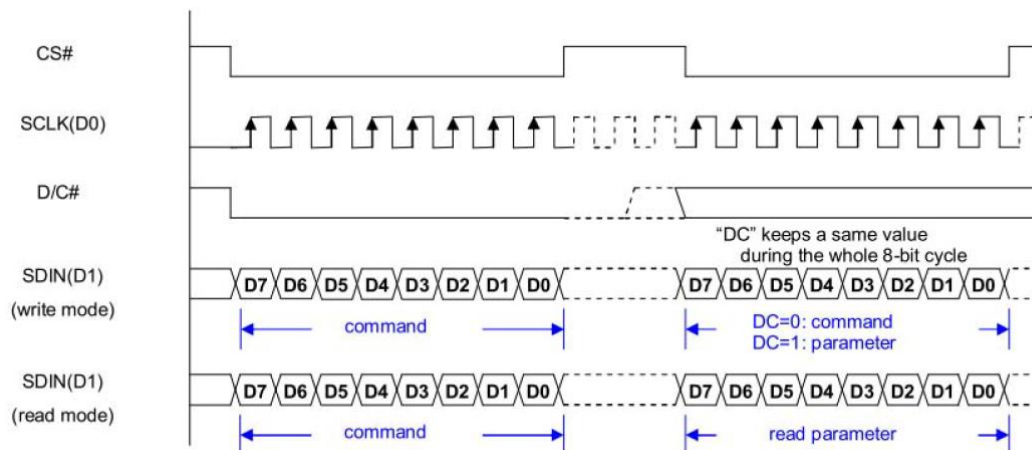 CS#
SCLK(D0)
D/C#
“DC” keeps a same value
during the whole 8-bit cycle
SDIN(D1)
(write mode)
D7 D6 D5 D4 D3 D2 D1 D0 D7 D6 D5 D4 D3 D2 D1 D0
command
DC=0: command
DC=1: parameter
SDIN(D1)
(read mode)
D7 D6 D5 D4 D3 D2 D1 D0 D7 D6 D5 D4 D3 D2 D1 D0
command
read parameter